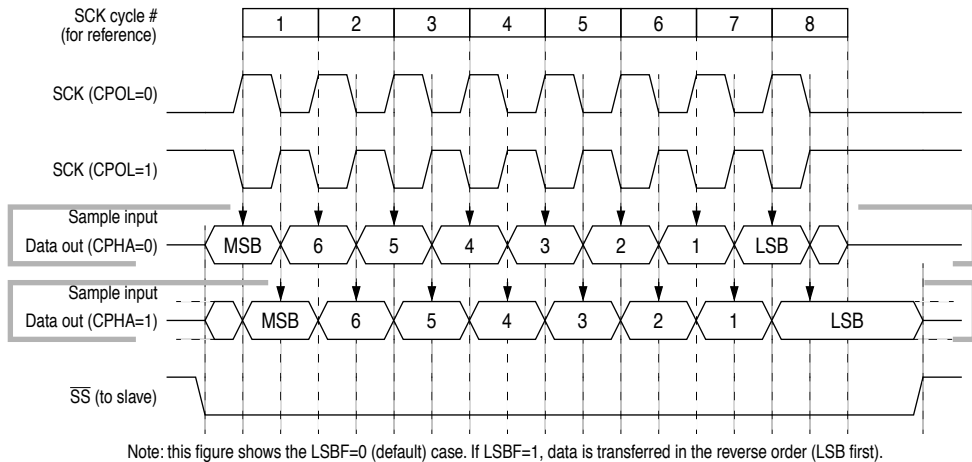 SCK cycle #
(for reference)
1 2 3 4 5 6 7 8
SCK (CPOL=0)
SCK (CPOL=1)
Sample input
Data out (CPHA=0)
MSB 6 5 4 3 2 1 LSB
Sample input
Data out (CPHA=1)
MSB 6 5 4 3 2 1 LSB
S̅S̅ (to slave)
Note: this figure shows the LSBF=0 (default) case. If LSBF=1, data is transferred in the reverse order (LSB first).